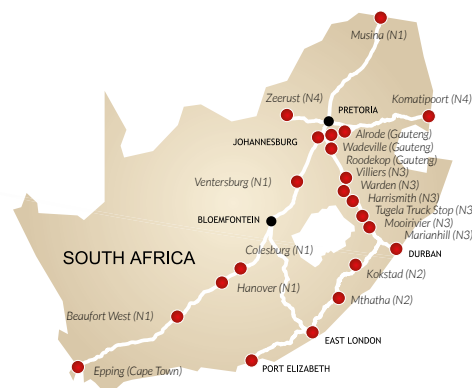 Musina (N1)
Zeerust (N4)
Komatipoort (N4)
PRETORIA
JOHANNESBURG
Alrode (Gauteng)
Wadeville (Gauteng)
Roodekop (Gauteng)
Villiers (N3)
Ventersburg (N1)
Warden (N3)
Harrismith (N3)
Tugela Truck Stop (N3
BLOEMFONTEIN
Mooirivier (N3)
Marianhill (N3)
Colesburg (N1)
DURBAN
SOUTH AFRICA
Kokstad (N2)
Hanover (N1)
Mthatha (N2)
Beaufort West (N1)
EAST LONDON
Epping (Cape Town)
PORT ELIZABETH